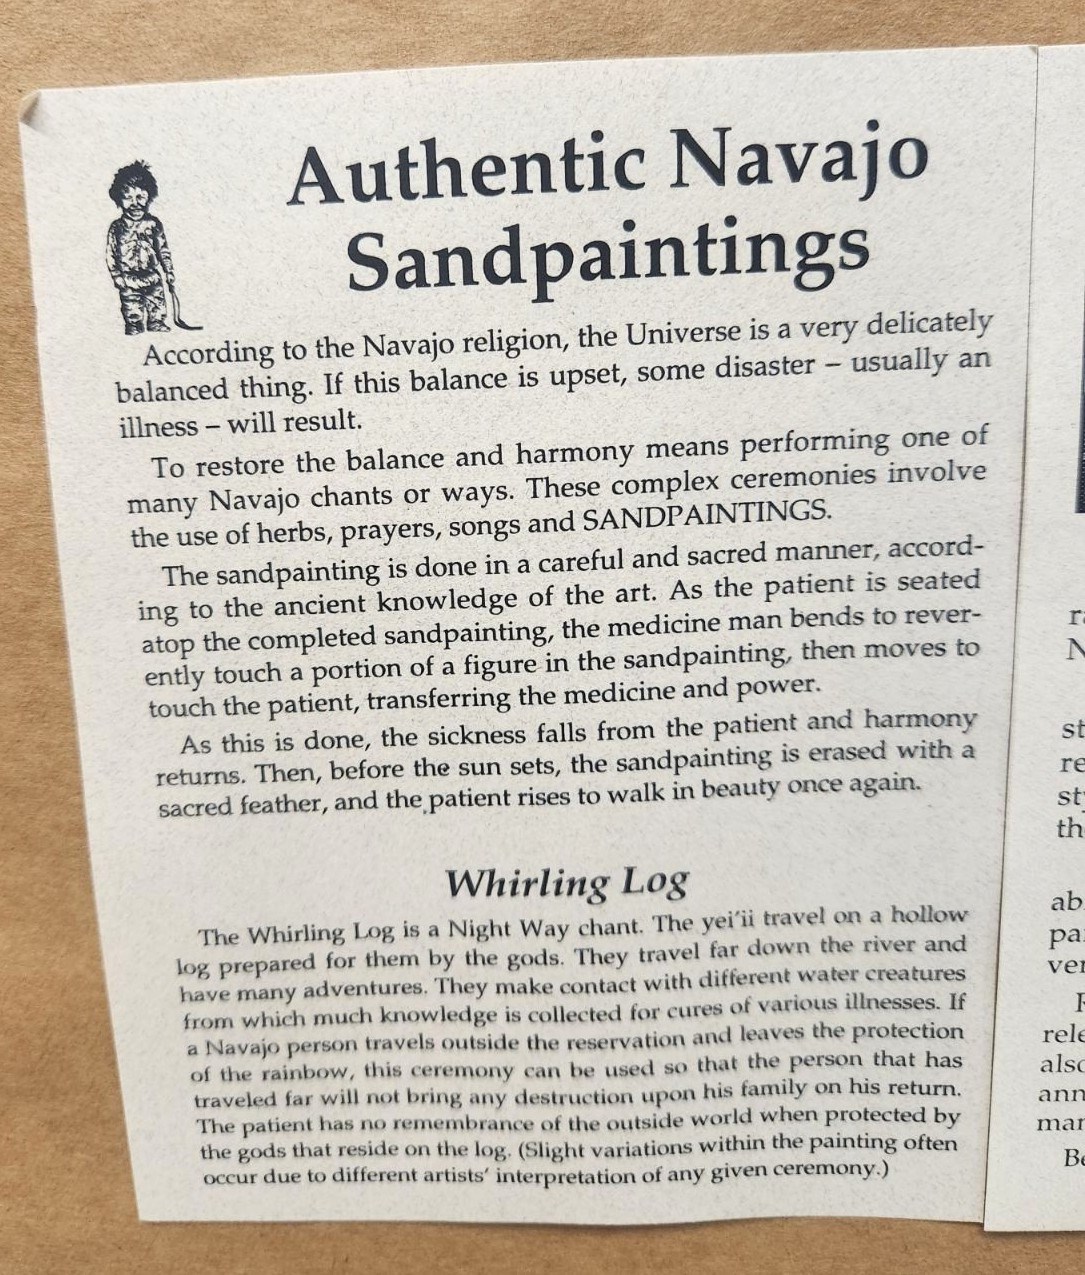 Authentic Navajo
Sandpaintings
According to the Navajo religion, the Universe is a very delicately
balanced thing. If this balance is upset, some disaster – usually an
illness – will result.
To restore the balance and harmony means performing one of
many Navajo chants or ways. These complex ceremonies involve
the use of herbs, prayers, songs and SANDPAINTINGS.
The sandpainting is done in a careful and sacred manner, accord-
ing to the ancient knowledge of the art. As the patient is seated
atop the completed sandpainting, the medicine man bends to rever-
ently touch a portion of a figure in the sandpainting, then moves to
touch the patient, transferring the medicine and power.
As this is done, the sickness falls from the patient and harmony
returns. Then, before the sun sets, the sandpainting is erased with a
sacred feather, and the patient rises to walk in beauty once again.
Whirling Log
The Whirling Log is a Night Way chant. The yei'ii travel on a hollow
log prepared for them by the gods. They travel far down the river and
have many adventures. They make contact with different water creatures
from which much knowledge is collected for cures of various illnesses. If
a Navajo person travels outside the reservation and leaves the protection
of the rainbow, this ceremony can be used so that the person that has
traveled far will not bring any destruction upon his family on his return.
The patient has no remembrance of the outside world when protected by
the gods that reside on the log. (Slight variations within the painting often
occur due to different artists' interpretation of any given ceremony.)